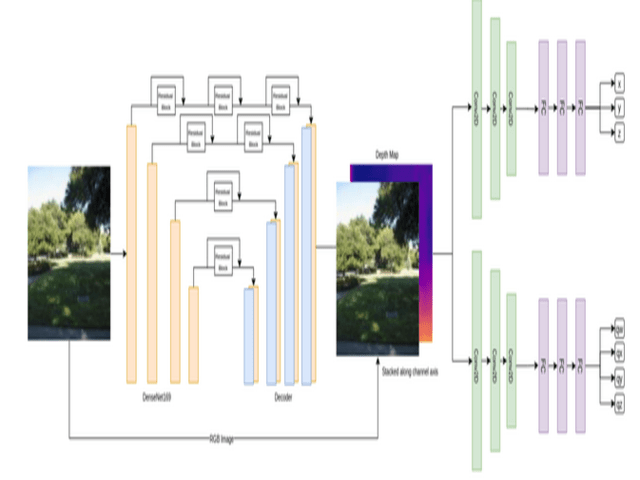 Residual
Block
Residual
Block
Residual
Block
Residual
Block
Residual
Block
Residual
Block
Residual
Block
DenseNet169
Decoder
RGB Image
Depth Map
Stacked along channel axis
Conv2D
Conv2D
Conv2D
FC
FC
FC
x
y
z
Conv2D
Conv2D
Conv2D
FC
FC
FC
qw
qx
qy
qz